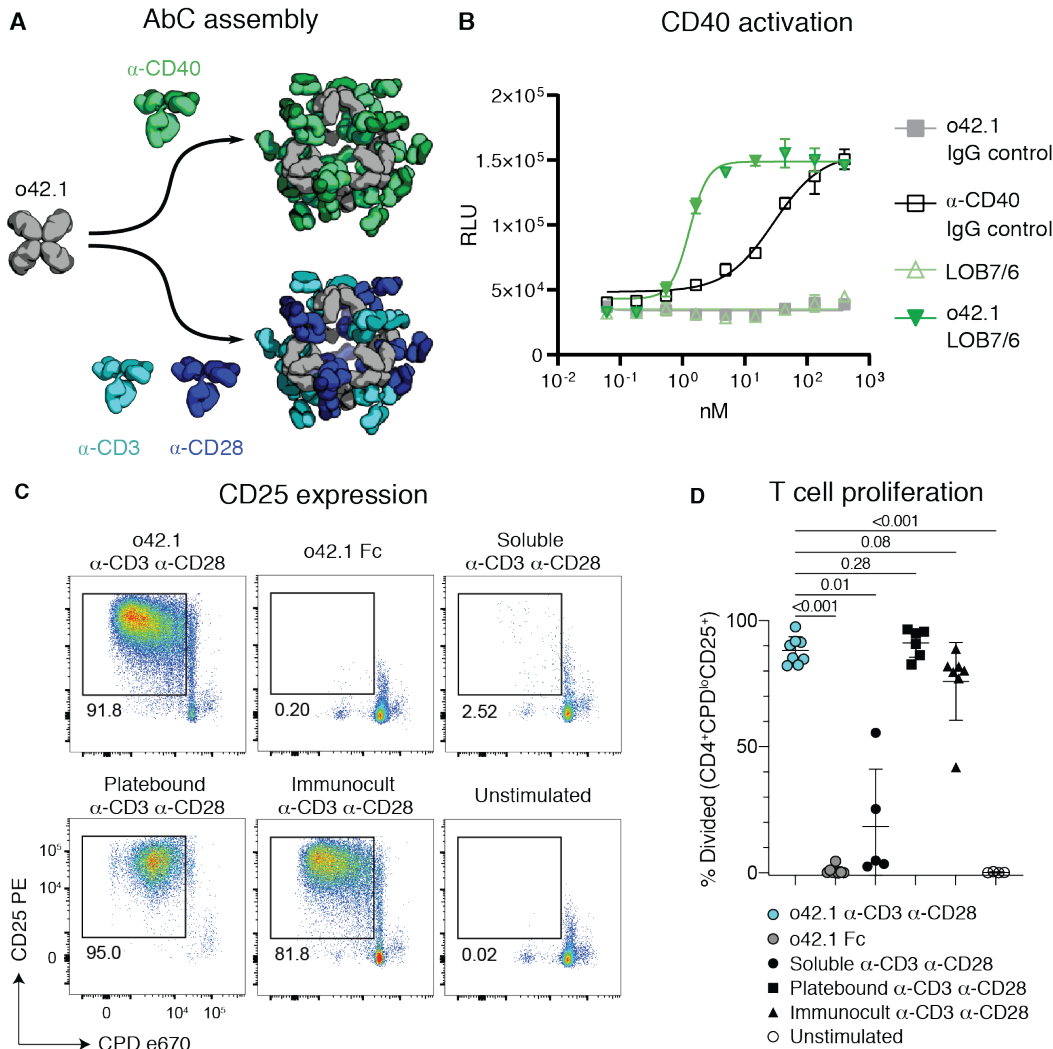 A
AbC assembly
α-CD40
o42.1
α-CD3
α-CD28
B
CD40 activation
2×10⁵
1.5×10⁵
1×10⁵
5×10⁴
0
RLU
10⁻²
10⁻¹
10⁰
10¹
10²
10³
nM
o42.1
IgG control
α-CD40
IgG control
LOB7/6
o42.1
LOB7/6
C
CD25 expression
o42.1
α-CD3 α-CD28
o42.1 Fc
Soluble
α-CD3 α-CD28
91.8
0.20
2.52
Platebound
α-CD3 α-CD28
Immunocult
α-CD3 α-CD28
Unstimulated
10⁵
10⁴
0
95.0
81.8
0.02
0
10⁴
10⁵
CD25 PE
CPD e670
D
T cell proliferation
<0.001
0.08
0.28
0.01
<0.001
100
50
0
% Divided (CD4⁺CPDˡᵒCD25⁺)
o42.1 α-CD3 α-CD28
o42.1 Fc
Soluble α-CD3 α-CD28
Platebound α-CD3 α-CD28
Immunocult α-CD3 α-CD28
Unstimulated